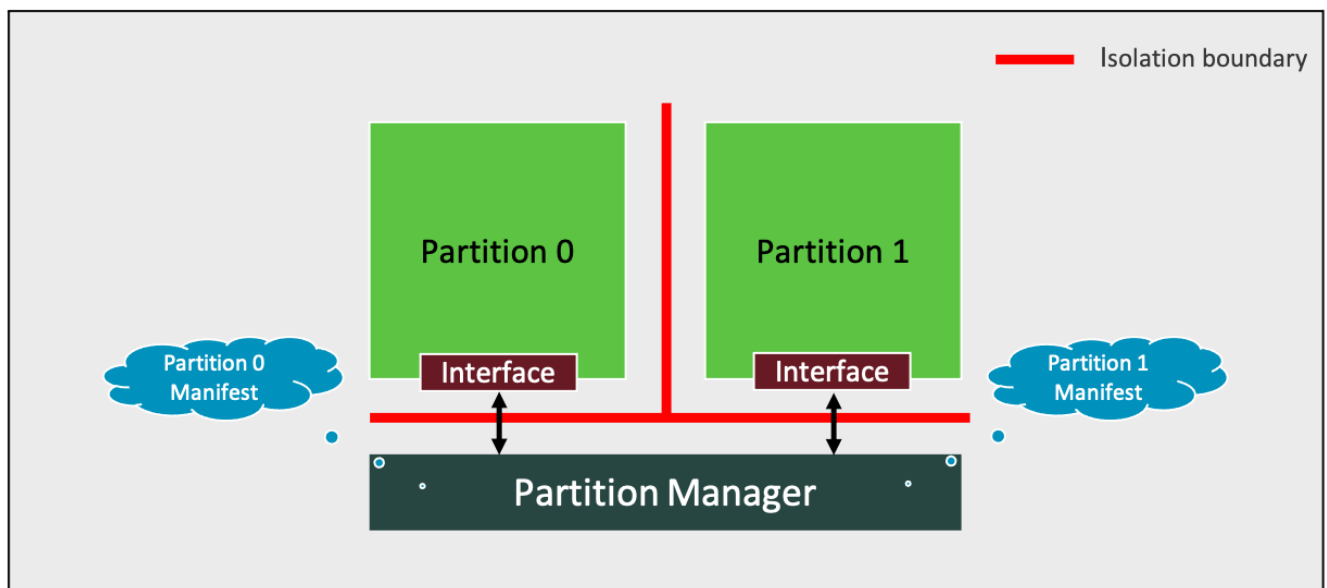 Isolation boundary
Partition 0
Partition 1
Interface
Interface
Partition 0
Manifest
Partition 1
Manifest
Partition Manager